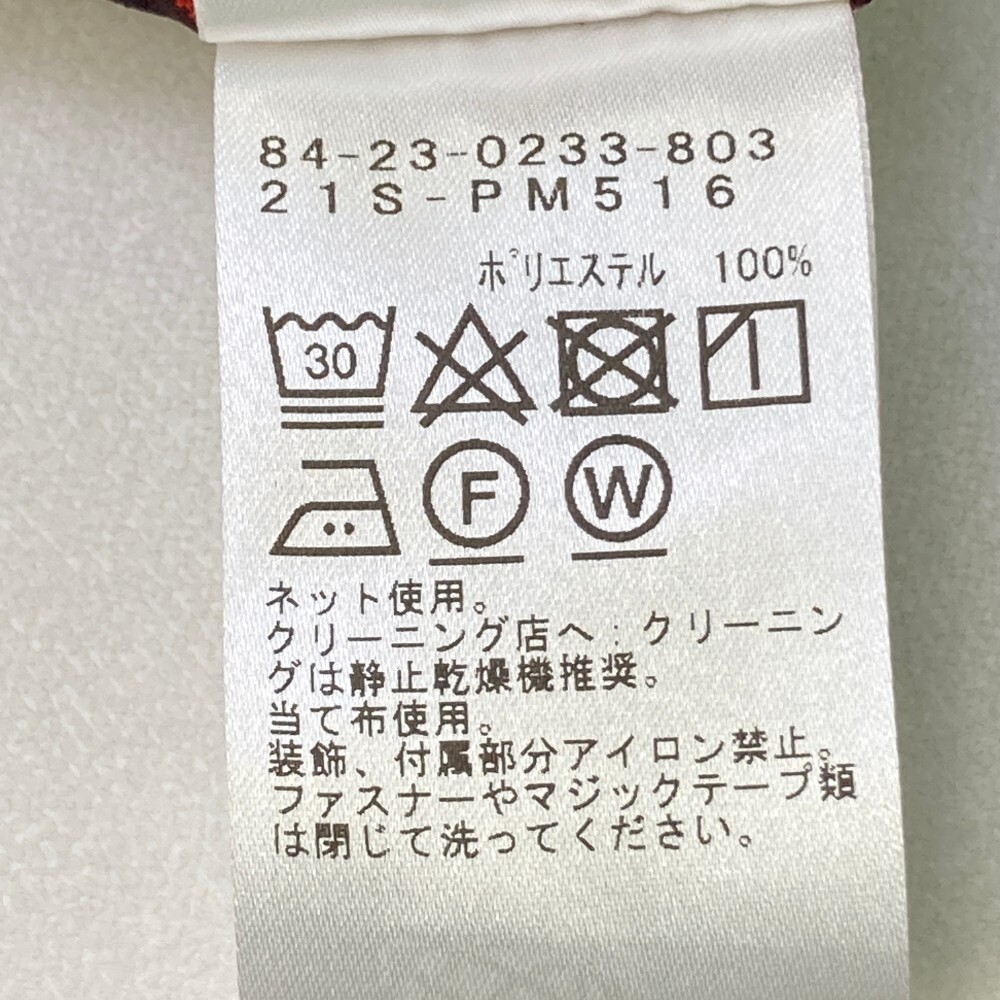 84-23-0233-803
21S-PM516
ポリエステル 100%
30
F W
ネット使用。
クリーニング店へ：クリーニン
グは静止乾燥機推奨。
当て布使用。
装飾、付属部分アイロン禁止。
ファスナーやマジックテープ類
は閉じて洗ってください。